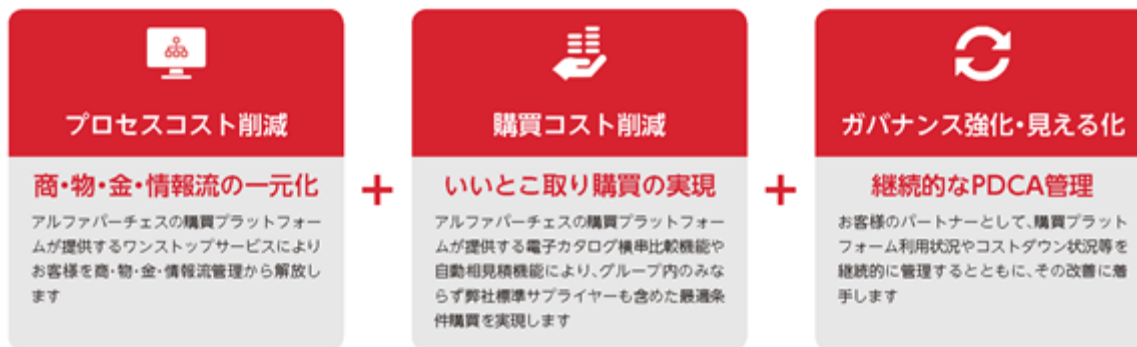 プロセスコスト削減
商・物・金・情報流の一元化
アルファパーチェスの購買プラットフォー
ムが提供するワンストップサービスにより
お客様を商・物・金・情報流管理から解放し
ます
+
購買コスト削減
いいとこ取り購買の実現
アルファパーチェスの購買プラットフォー
ムが提供する電子カタログ横串比較機能や
自動相見積機能により、グループ内のみな
らず弊社標準サプライヤーも含めた最適条
件購買を実現します
+
ガバナンス強化・見える化
継続的なPDCA管理
お客様のパートナーとして、購買プラット
フォーム利用状況やコストダウン状況等を
継続的に管理するとともに、その改善に着
手します